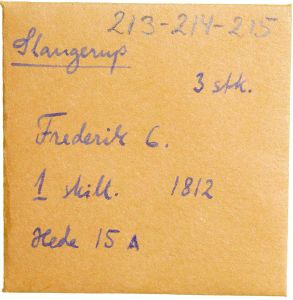 213-214-215
Slangerup
3 stk.
Frederik 6.
1 skill. 1812
Hede 15 A